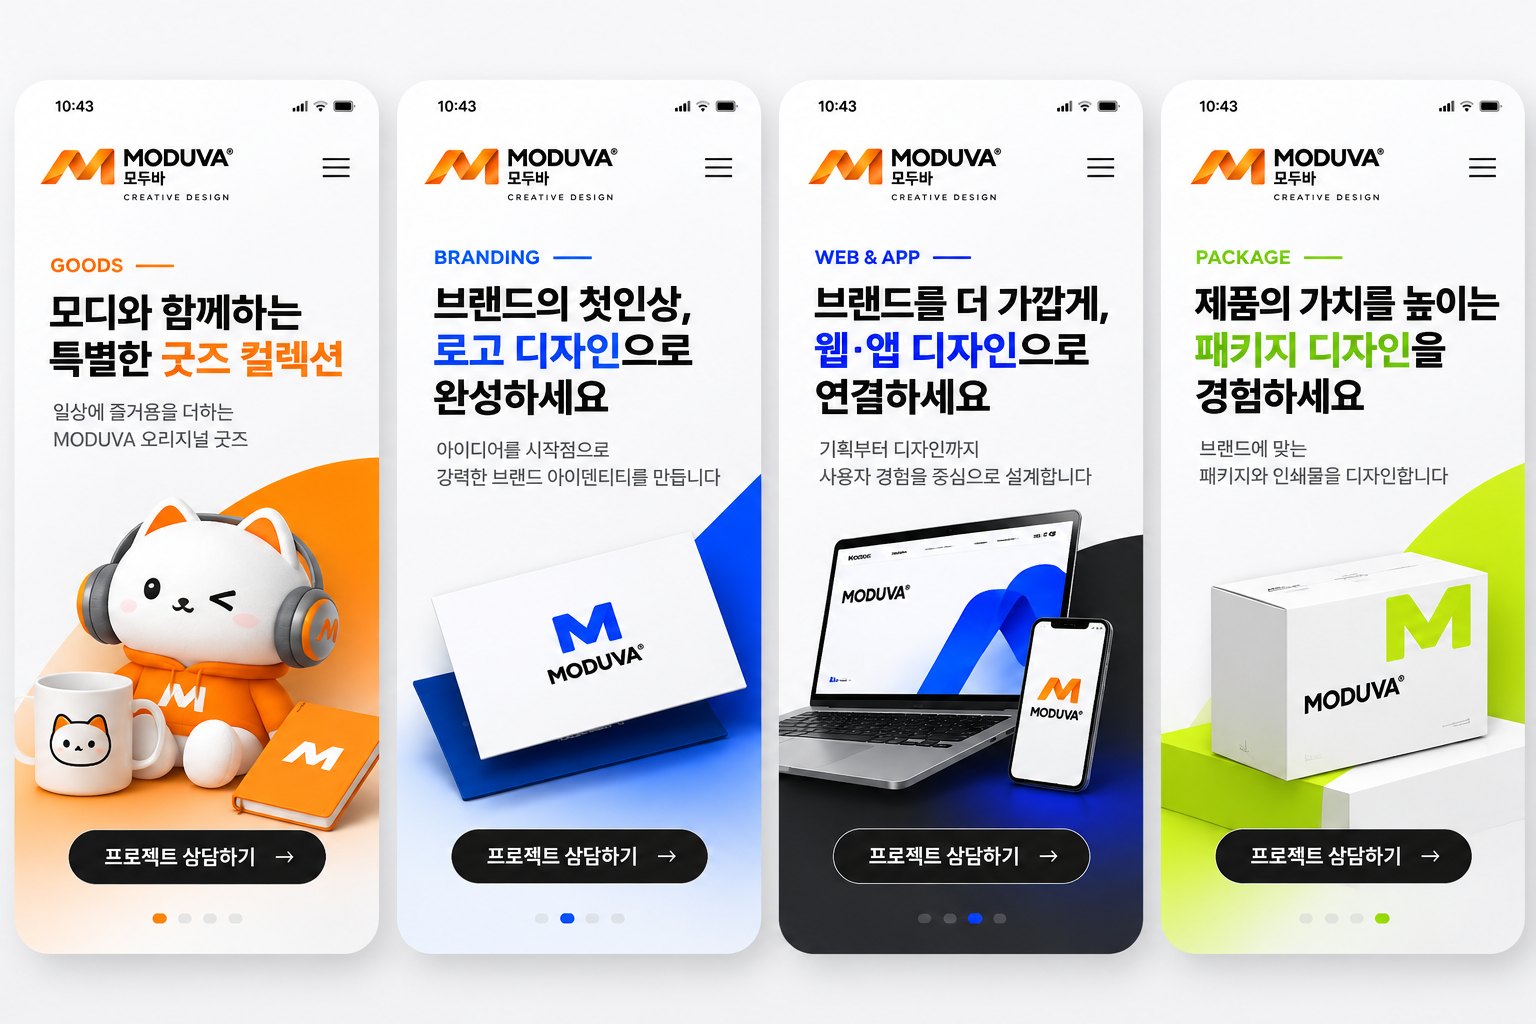 10:43
MODUVA®
모두바
CREATIVE DESIGN
GOODS
모디와 함께하는
특별한 굿즈 컬렉션
일상에 즐거움을 더하는
MODUVA 오리지널 굿즈
M
M
M
프로젝트 상담하기 →
10:43
MODUVA®
모두바
CREATIVE DESIGN
BRANDING
브랜드의 첫인상,
로고 디자인으로
완성하세요
아이디어를 시작점으로
강력한 브랜드 아이덴티티를 만듭니다
M
MODUVA®
프로젝트 상담하기 →
10:43
MODUVA®
모두바
CREATIVE DESIGN
WEB & APP
브랜드를 더 가깝게,
웹·앱 디자인으로
연결하세요
기획부터 디자인까지
사용자 경험을 중심으로 설계합니다
MODUVA®
M
MODUVA®
프로젝트 상담하기 →
10:43
MODUVA®
모두바
CREATIVE DESIGN
PACKAGE
제품의 가치를 높이는
패키지 디자인을
경험하세요
브랜드에 맞는
패키지와 인쇄물을 디자인합니다
M
MODUVA®
프로젝트 상담하기 →